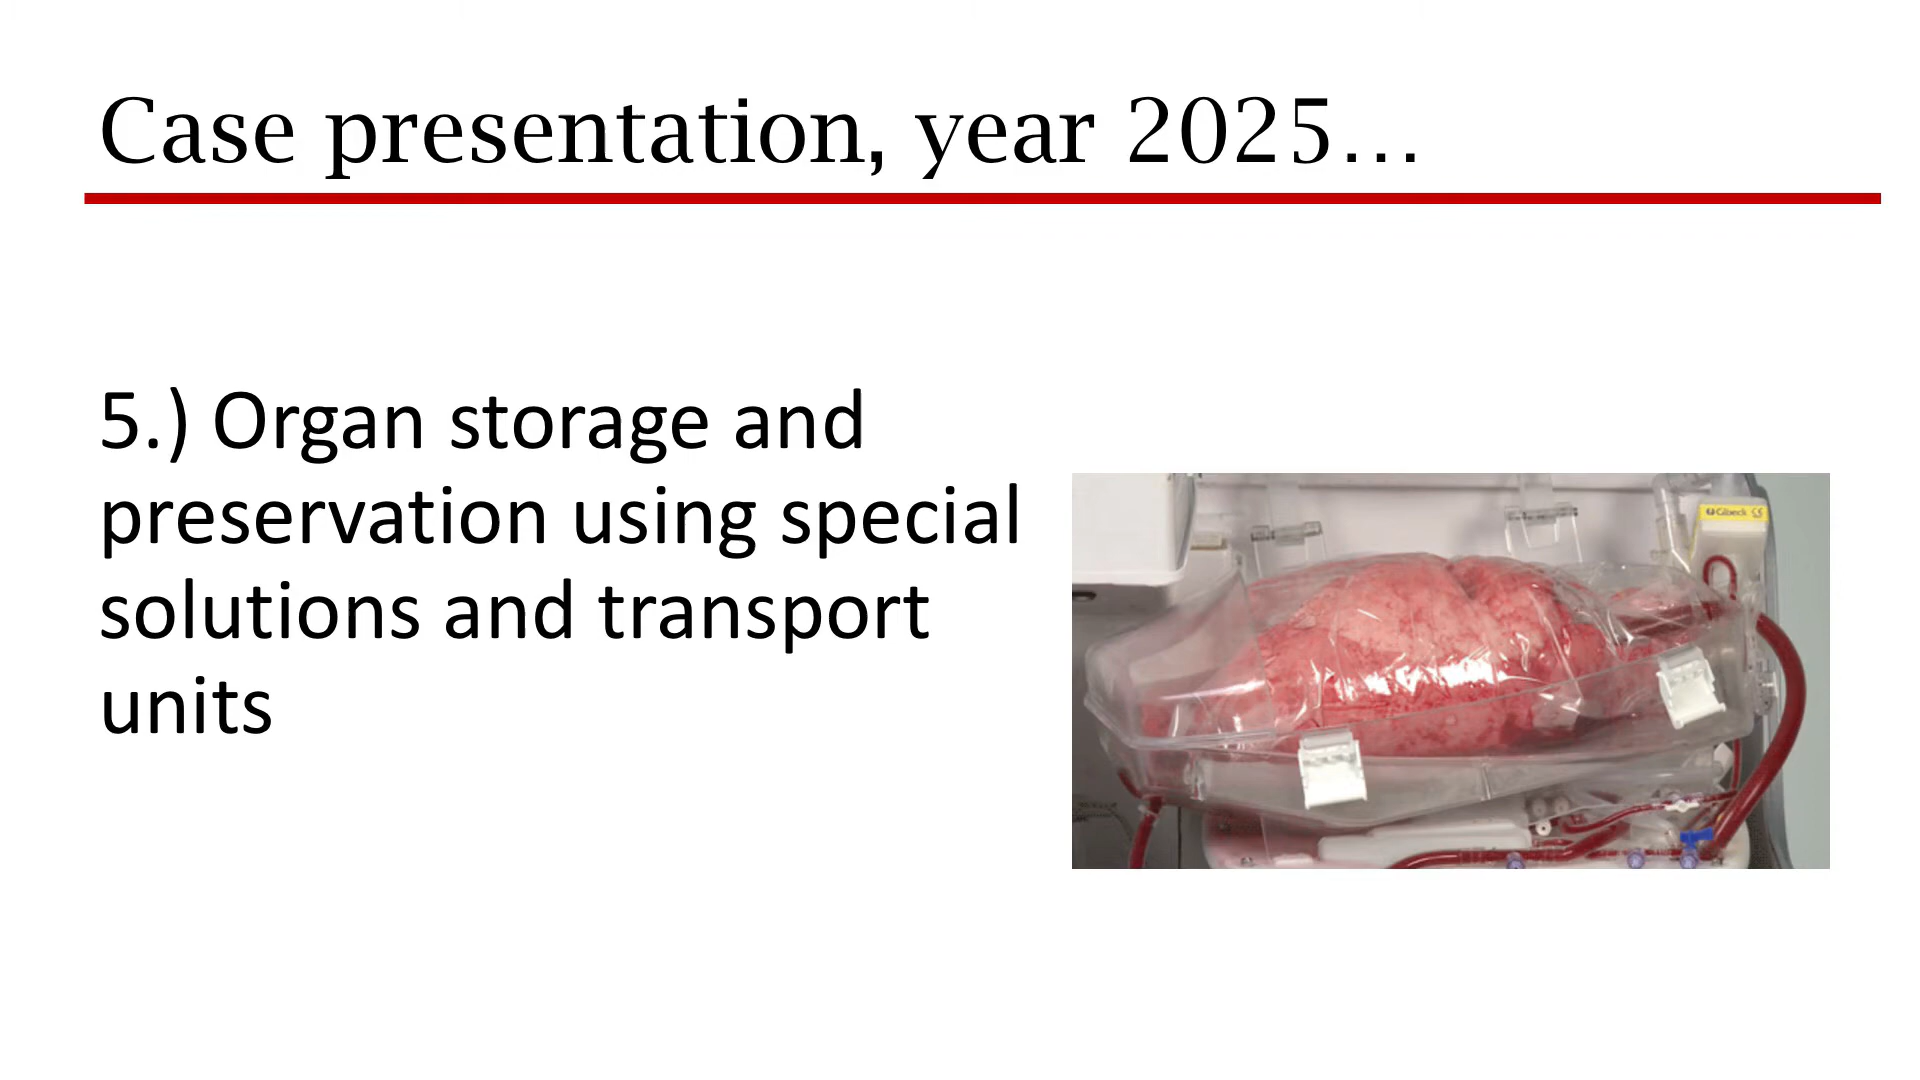 Case presentation, year 2025…
5.) Organ storage and
preservation using special
solutions and transport
units